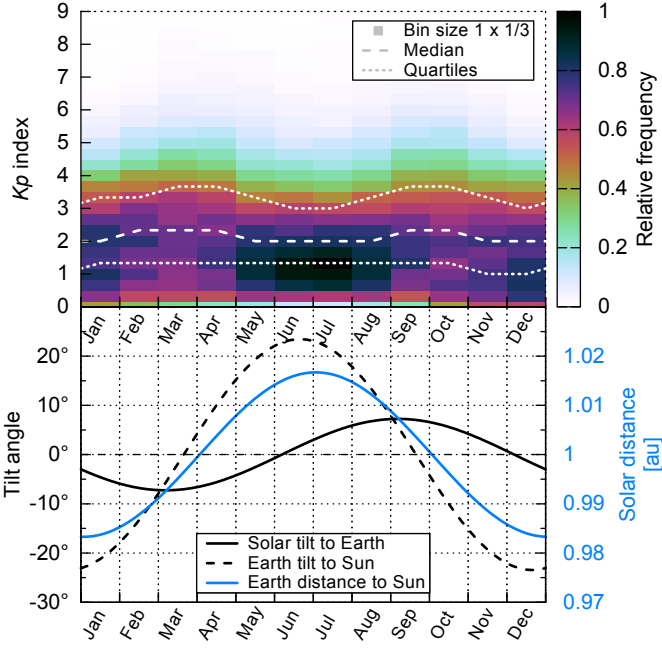 9
8
7
6
5
4
3
2
1
0
Kp index
Bin size 1 x 1/3
Median
Quartiles
1
0.8
0.6
0.4
0.2
0
Relative frequency
Jan Feb Mar Apr May Jun Jul Aug Sep Oct Nov Dec
20°
10°
0°
-10°
-20°
-30°
Tilt angle
1.02
1.01
1
0.99
0.98
0.97
Solar distance
[au]
Solar tilt to Earth
Earth tilt to Sun
Earth distance to Sun
Jan Feb Mar Apr May Jun Jul Aug Sep Oct Nov Dec